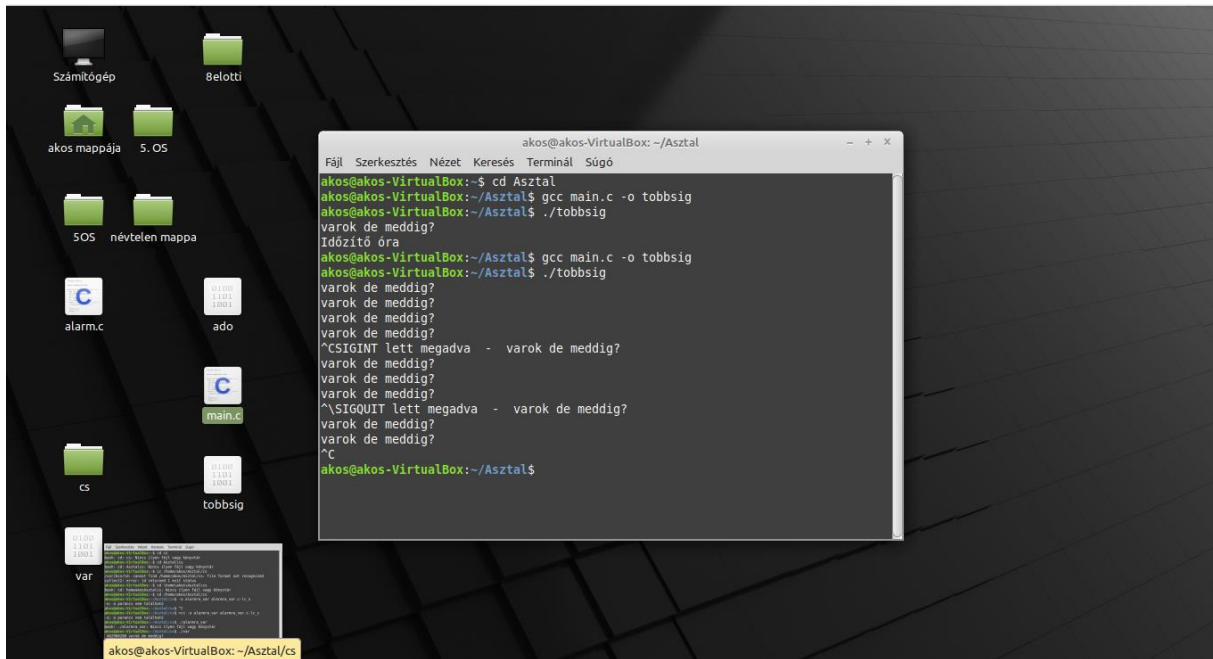 Számítógép
8elotti
akos mappája
5. OS
5OS
névtelen mappa
alarm.c
ado
main.c
cs
tobbsig
var
akos@akos-VirtualBox: ~/Asztal/cs
akos@akos-VirtualBox: ~/Asztal
Fájl Szerkesztés Nézet Keresés Terminál Súgó
akos@akos-VirtualBox:~$ cd Asztal
akos@akos-VirtualBox:~/Asztal$ gcc main.c -o tobbsig
akos@akos-VirtualBox:~/Asztal$ ./tobbsig
varok de meddig?
Időzítő óra
akos@akos-VirtualBox:~/Asztal$ gcc main.c -o tobbsig
akos@akos-VirtualBox:~/Asztal$ ./tobbsig
varok de meddig?
varok de meddig?
varok de meddig?
varok de meddig?
^CSIGINT lett megadva - varok de meddig?
varok de meddig?
varok de meddig?
varok de meddig?
^\SIGQUIT lett megadva - varok de meddig?
varok de meddig?
varok de meddig?
^C
akos@akos-VirtualBox:~/Asztal$